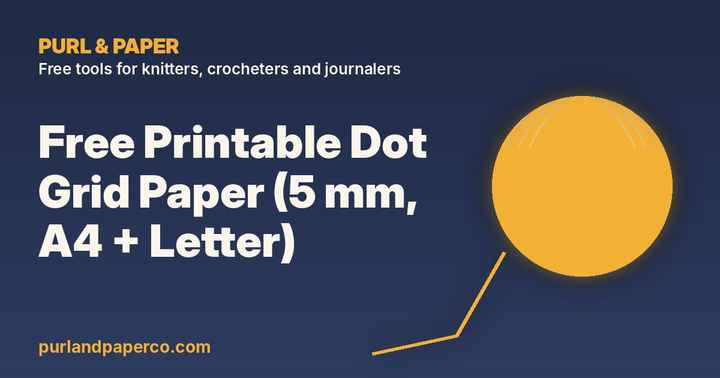 PURL & PAPER
Free tools for knitters, crocheters and journalers
Free Printable Dot
Grid Paper (5 mm,
A4 + Letter)
purlandpaperco.com